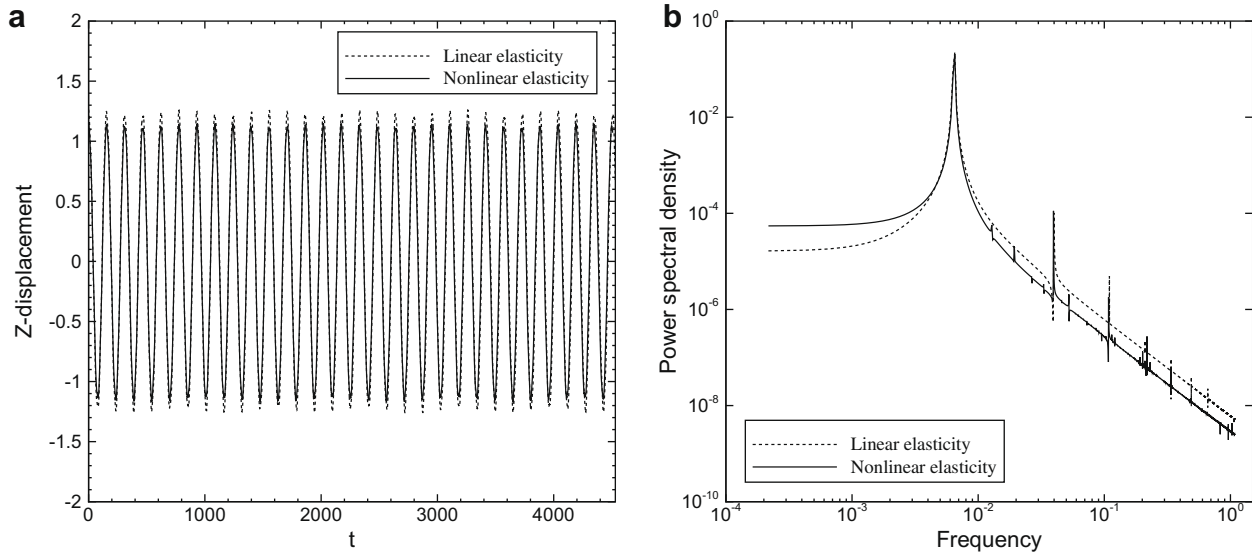 a
2
1.5
1
0.5
0
-0.5
-1
-1.5
-2
Z-displacement
Linear elasticity
Nonlinear elasticity
0 1000 2000 3000 4000
t
b
10^0
10^-2
10^-4
10^-6
10^-8
10^-10
Power spectral density
Linear elasticity
Nonlinear elasticity
10^-4 10^-3 10^-2 10^-1 10^0
Frequency